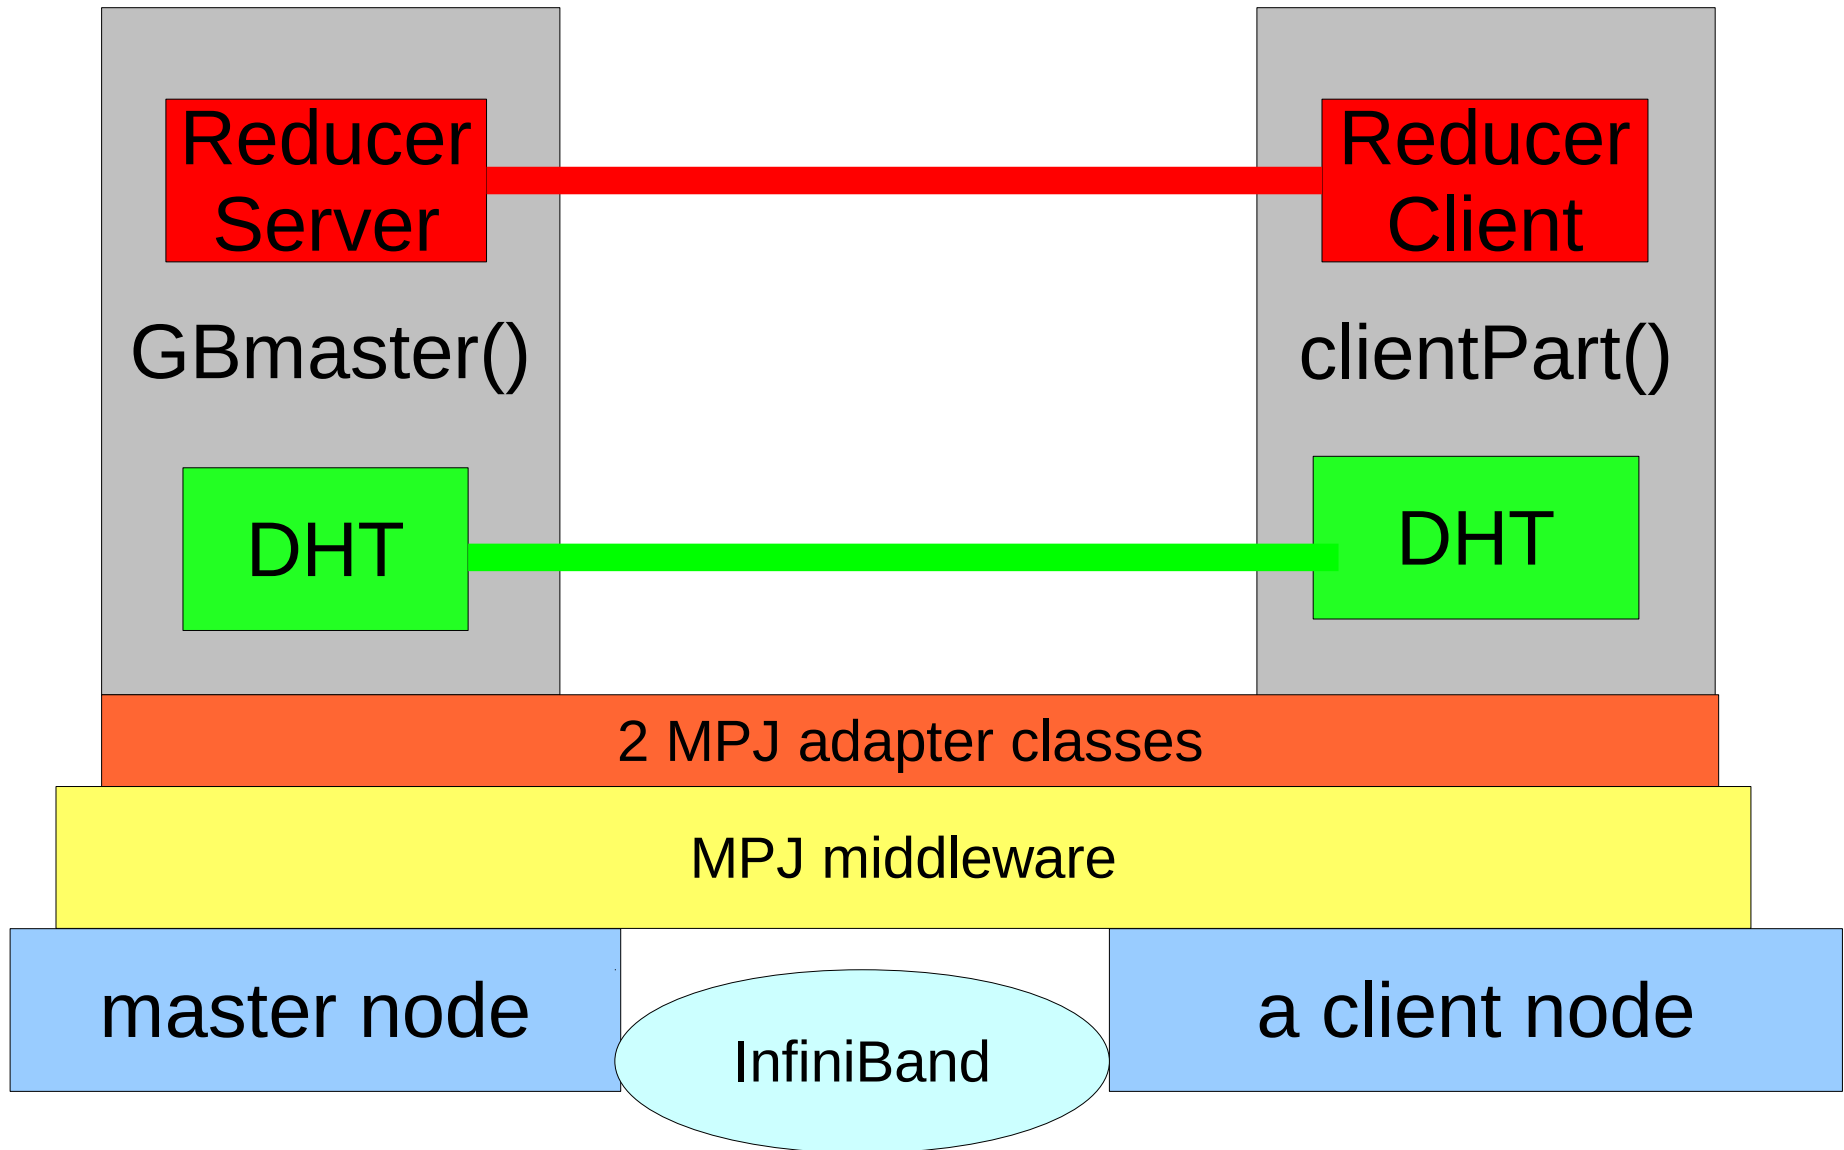 Reducer
Server
Reducer
Client
GBmaster()
clientPart()
DHT
DHT
2 MPJ adapter classes
MPJ middleware
master node
a client node
InfiniBand